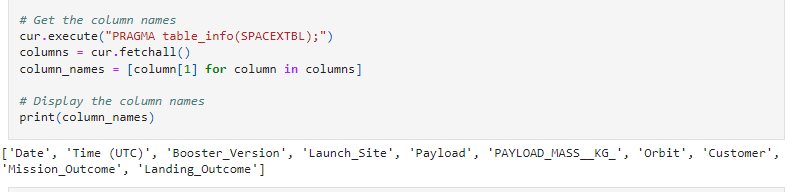 # Get the column names
cur.execute("PRAGMA table_info(SPACEXTBL);")
columns = cur.fetchall()
column_names = [column[1] for column in columns]
# Display the column names
print(column_names)
['Date', 'Time (UTC)', 'Booster_Version', 'Launch_Site', 'Payload', 'PAYLOAD_MASS__KG_', 'Orbit', 'Customer',
'Mission_Outcome', 'Landing_Outcome']